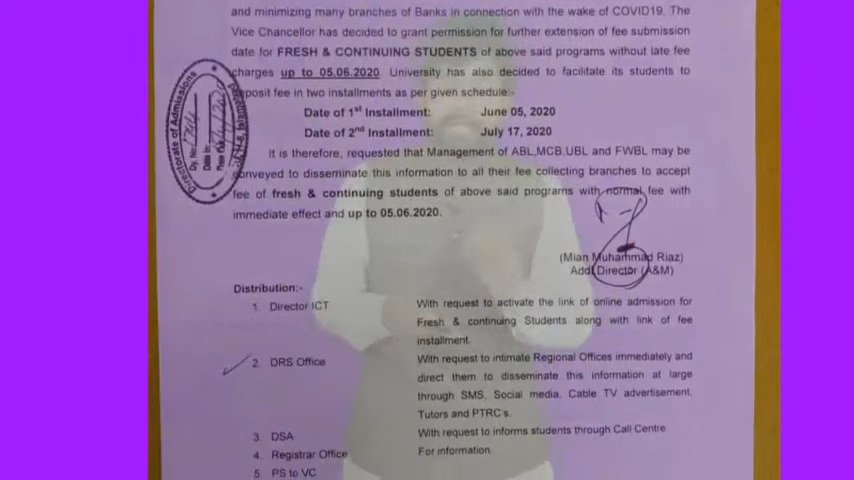 and minimizing many branches of Banks in connection with the wake of COVID19. The
Vice Chancellor has decided to grant permission for further extension of fee submission
date for FRESH & CONTINUING STUDENTS of above said programs without late fee
charges up to 05.06.2020. University has also decided to facilitate its students to
eposit fee in two installments as per given schedule:-
Date of 1st Installment: June 05, 2020
Date of 2nd Installment: July 17, 2020
It is therefore, requested that Management of ABL,MCB,UBL and FWBL may be
conveyed to disseminate this information to all their fee collecting branches to accept
fee of fresh & continuing students of above said programs with normal fee with
immediate effect and up to 05.06.2020.
Directorate of Admissions
Dy. No
Date In:
(Mian Muhammad Riaz)
Add: Director (A&M)
Distribution:-
1. Director ICT With request to activate the link of online admission for
Fresh & continuing Students along with link of fee
installment.
2. DRS Office With request to intimate Regional Offices immediately and
direct them to disseminate this information at large
through SMS, Social media, Cable TV advertisement,
Tutors and PTRC's.
3. DSA With request to informs students through Call Centre.
4. Registrar Office For information.
5. PS to VC